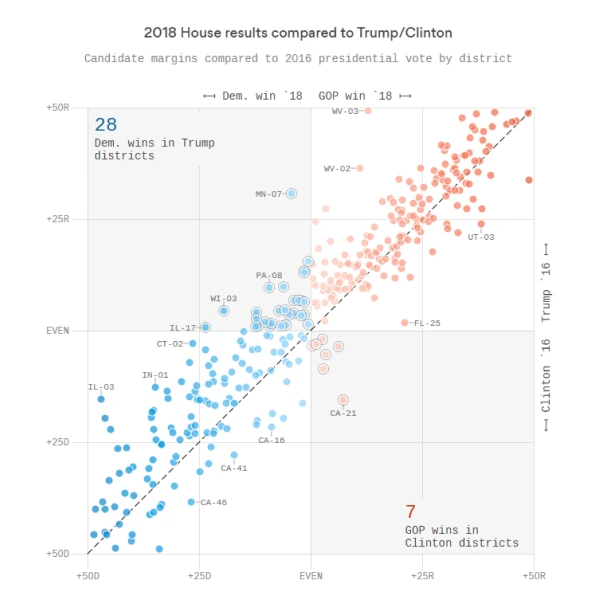 2018 House results compared to Trump/Clinton
Candidate margins compared to 2016 presidential vote by district
⟻ Dem. win `18 GOP win `18 ⟼
+50R
WV-03
28
Dem. wins in Trump
districts
WV-02
MN-07
+25R
UT-03
PA-08
WI-03
IL-17
FL-25
EVEN
CT-02
IN-01
IL-03
CA-21
CA-16
+25D
CA-41
CA-46
7
GOP wins in
Clinton districts
+50D
+50D
+25D
EVEN
+25R
+50R
⟻ Clinton `16 Trump `16 ⟼